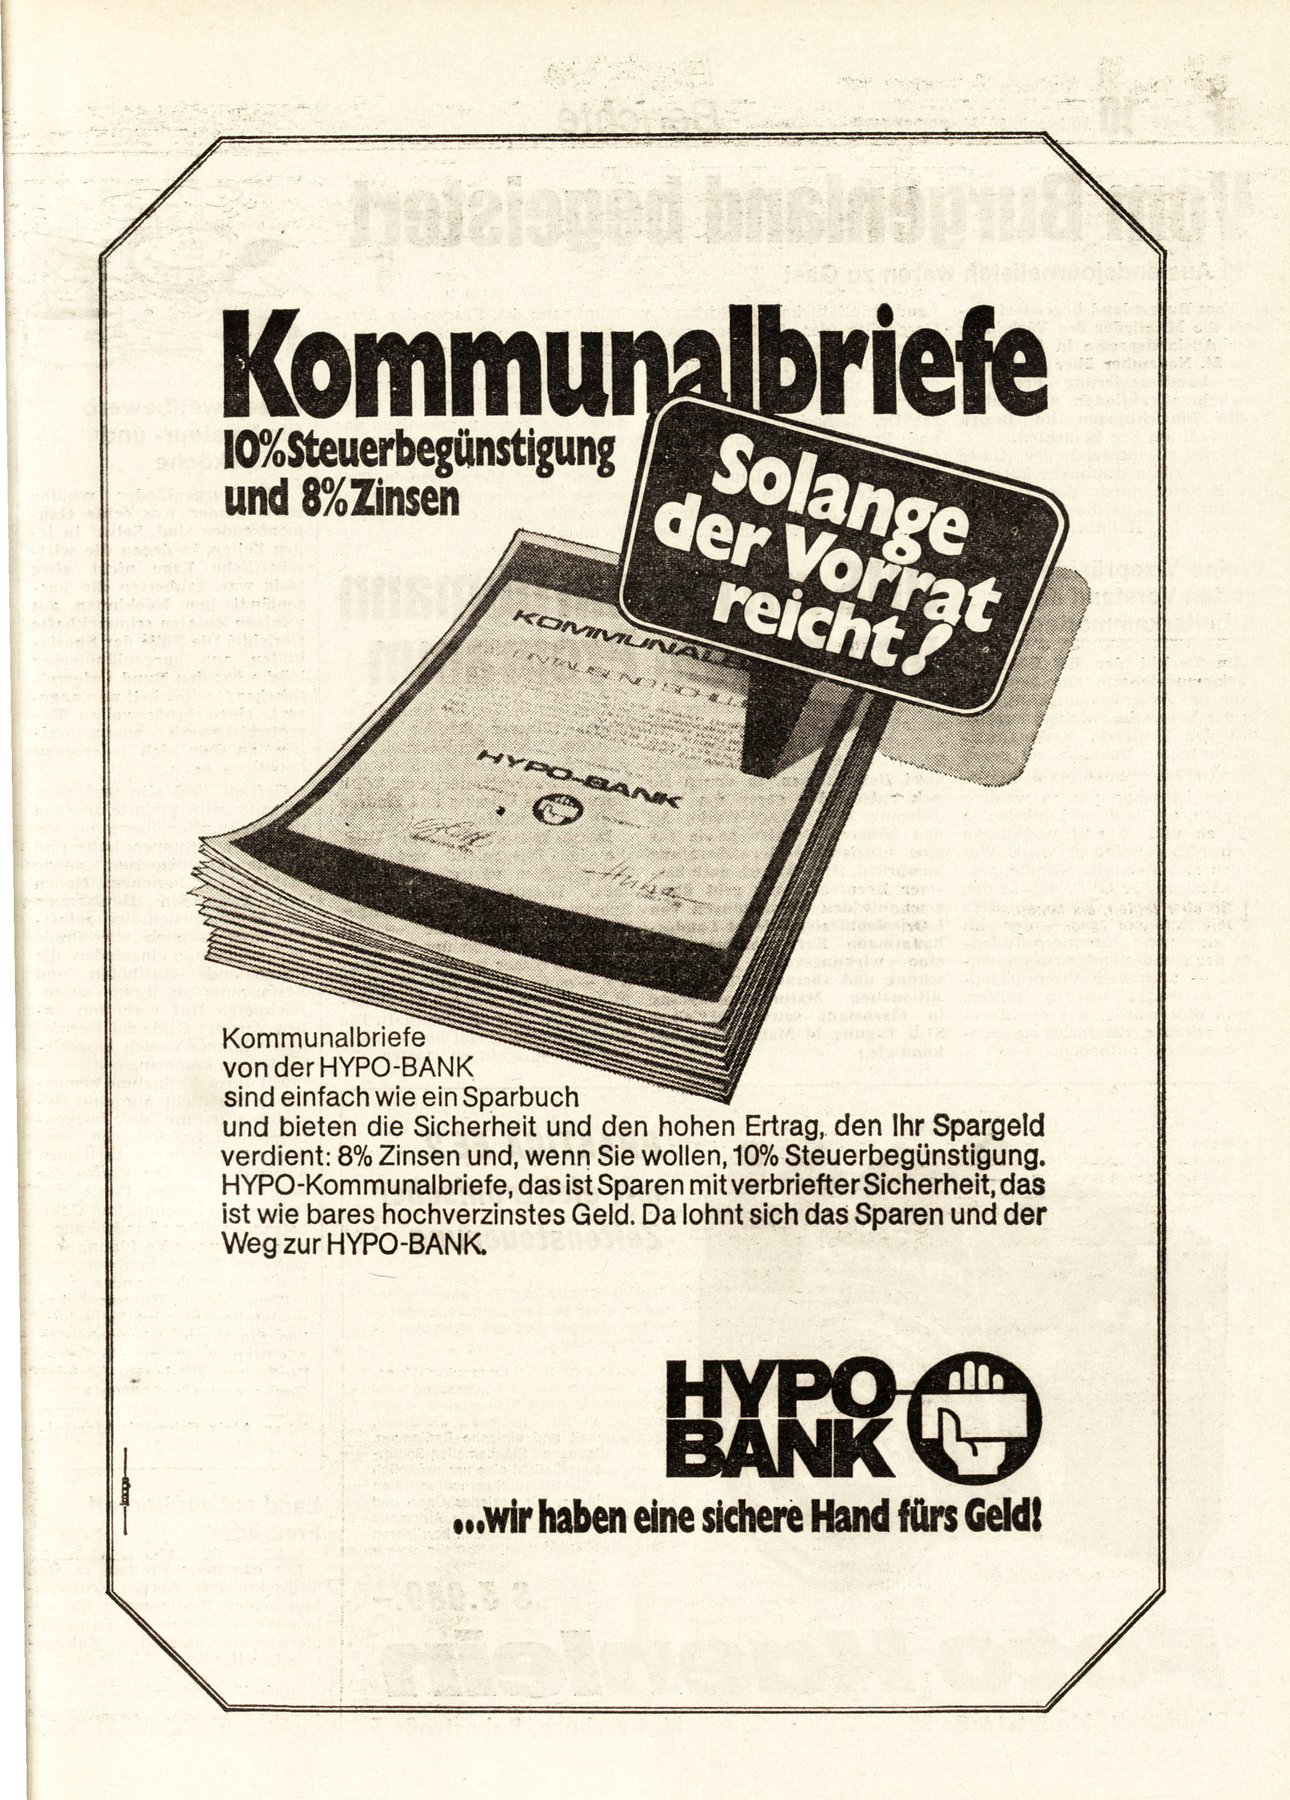 Kommunalbriefe
10% Steuerbegünstigung
und 8% Zinsen
Solange
der Vorrat
reicht!
KOMMUNALB
HYPO-BANK
Kommunalbriefe
von der HYPO-BANK
sind einfach wie ein Sparbuch
und bieten die Sicherheit und den hohen Ertrag, den Ihr Spargeld
verdient: 8% Zinsen und, wenn Sie wollen, 10% Steuerbegünstigung.
HYPO-Kommunalbriefe, das ist Sparen mit verbriefter Sicherheit, das
ist wie bares hochverzinstes Geld. Da lohnt sich das Sparen und der
Weg zur HYPO-BANK.
HYPO-
BANK
...wir haben eine sichere Hand fürs Geld!